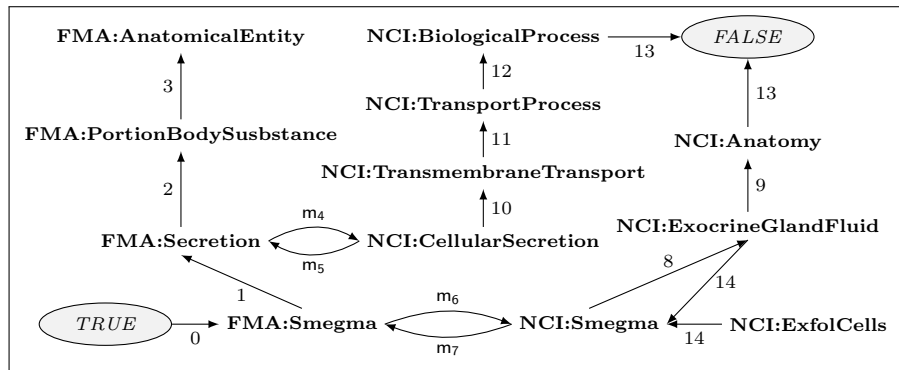 FMA:AnatomicalEntity
NCI:BiologicalProcess
13
FALSE
3
12
13
FMA:PortionBodySusbstance
NCI:TransportProcess
NCI:Anatomy
2
11
9
NCI:TransmembraneTransport
10
FMA:Secretion
m4
m5
NCI:CellularSecretion
NCI:ExocrineGlandFluid
8
14
1
TRUE
0
FMA:Smegma
m6
m7
NCI:Smegma
14
NCI:ExfolCells